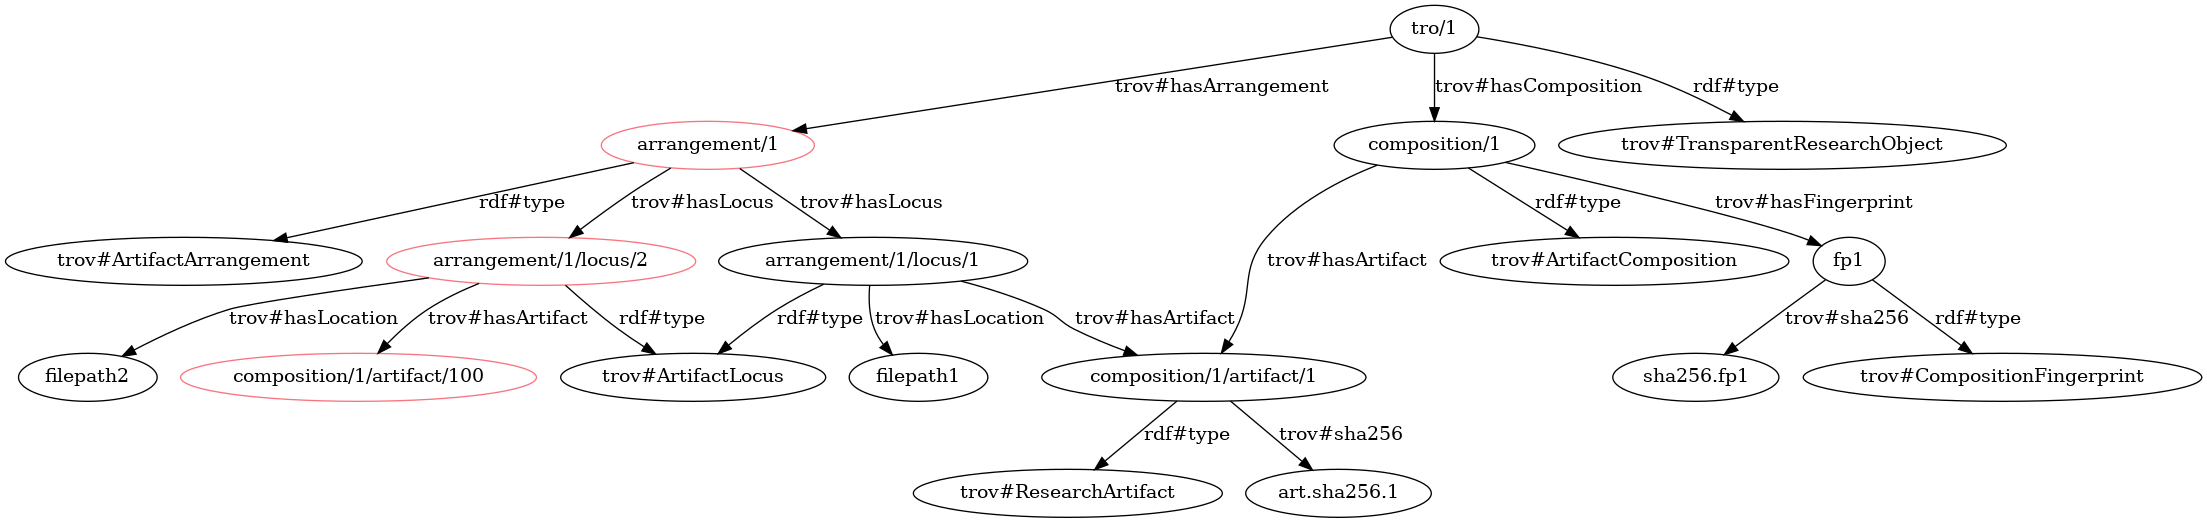 tro/1
trov#hasArrangement
trov#hasComposition
rdf#type
arrangement/1
composition/1
trov#TransparentResearchObject
rdf#type
trov#hasLocus
trov#hasLocus
rdf#type
trov#hasFingerprint
trov#ArtifactArrangement
arrangement/1/locus/2
arrangement/1/locus/1
trov#hasArtifact
trov#ArtifactComposition
fp1
trov#hasLocation
trov#hasArtifact
rdf#type
rdf#type
trov#hasLocation
trov#hasArtifact
trov#sha256
rdf#type
filepath2
composition/1/artifact/100
trov#ArtifactLocus
filepath1
composition/1/artifact/1
sha256.fp1
trov#CompositionFingerprint
rdf#type
trov#sha256
trov#ResearchArtifact
art.sha256.1